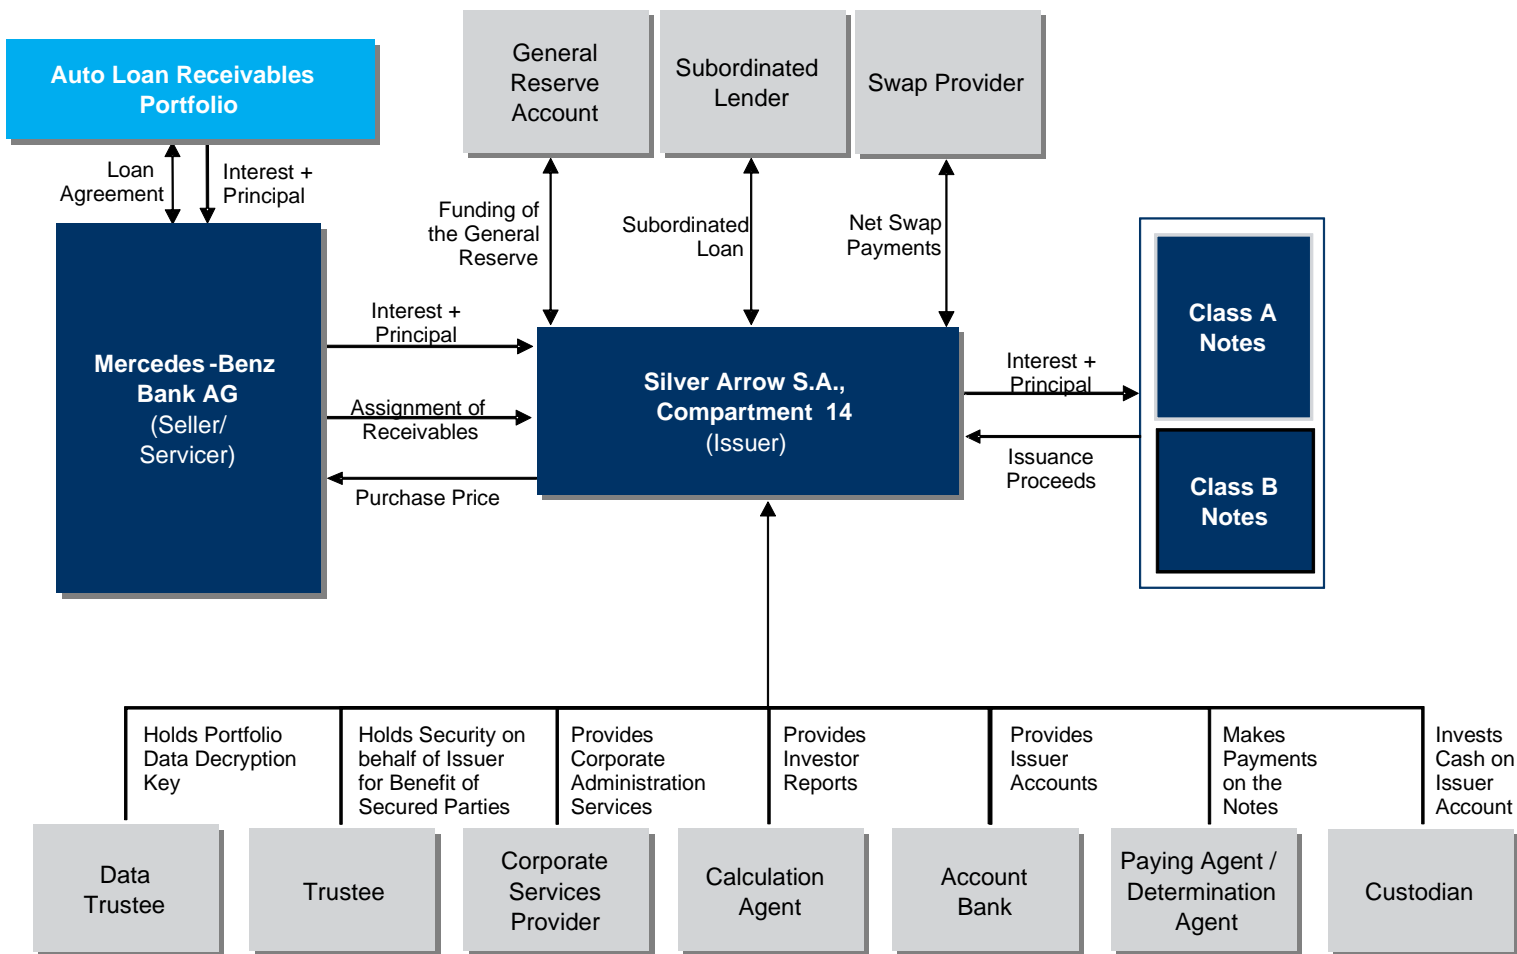 Auto Loan Receivables
Portfolio
General
Reserve
Account
Subordinated
Lender
Swap Provider
Loan
Agreement
Interest +
Principal
Funding of
the General
Reserve
Subordinated
Loan
Net Swap
Payments
Mercedes-Benz
Bank AG
(Seller/
Servicer)
Interest +
Principal
Assignment of
Receivables
Purchase Price
Silver Arrow S.A.,
Compartment 14
(Issuer)
Interest +
Principal
Issuance
Proceeds
Class A
Notes
Class B
Notes
Holds Portfolio
Data Decryption
Key
Holds Security on
behalf of Issuer
for Benefit of
Secured Parties
Provides
Corporate
Administration
Services
Provides
Investor
Reports
Provides
Issuer
Accounts
Makes
Payments
on the
Notes
Invests
Cash on
Issuer
Account
Data
Trustee
Trustee
Corporate
Services
Provider
Calculation
Agent
Account
Bank
Paying Agent /
Determination
Agent
Custodian